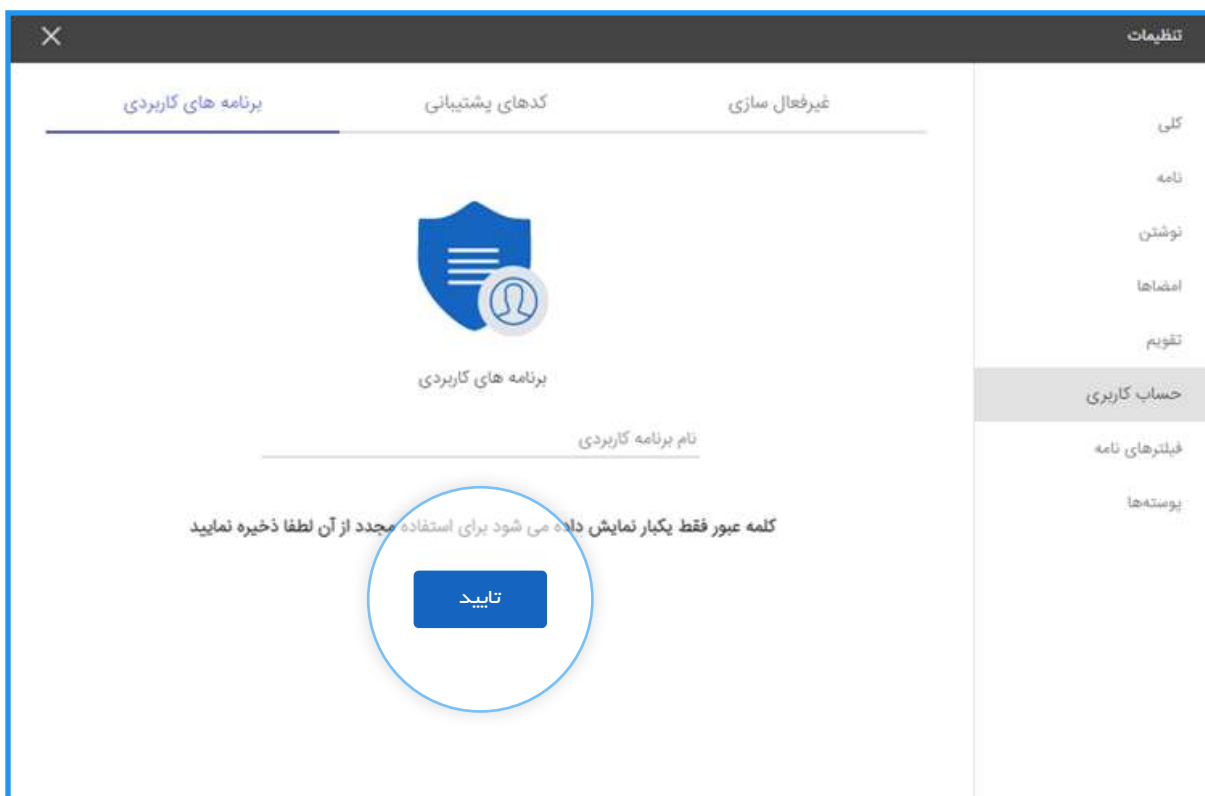 تنظیمات
کلی
نامه
نوشتن
امضاها
تقویم
حساب کاربری
فیلترهای نامه
پوسته‌ها
غیرفعال سازی
کدهای پشتیبانی
برنامه های کاربردی
برنامه های کاربردی
نام برنامه کاربردی
کلمه عبور فقط یکبار نمایش داده می شود برای استفاده مجدد از آن لطفا ذخیره نمایید
تایید